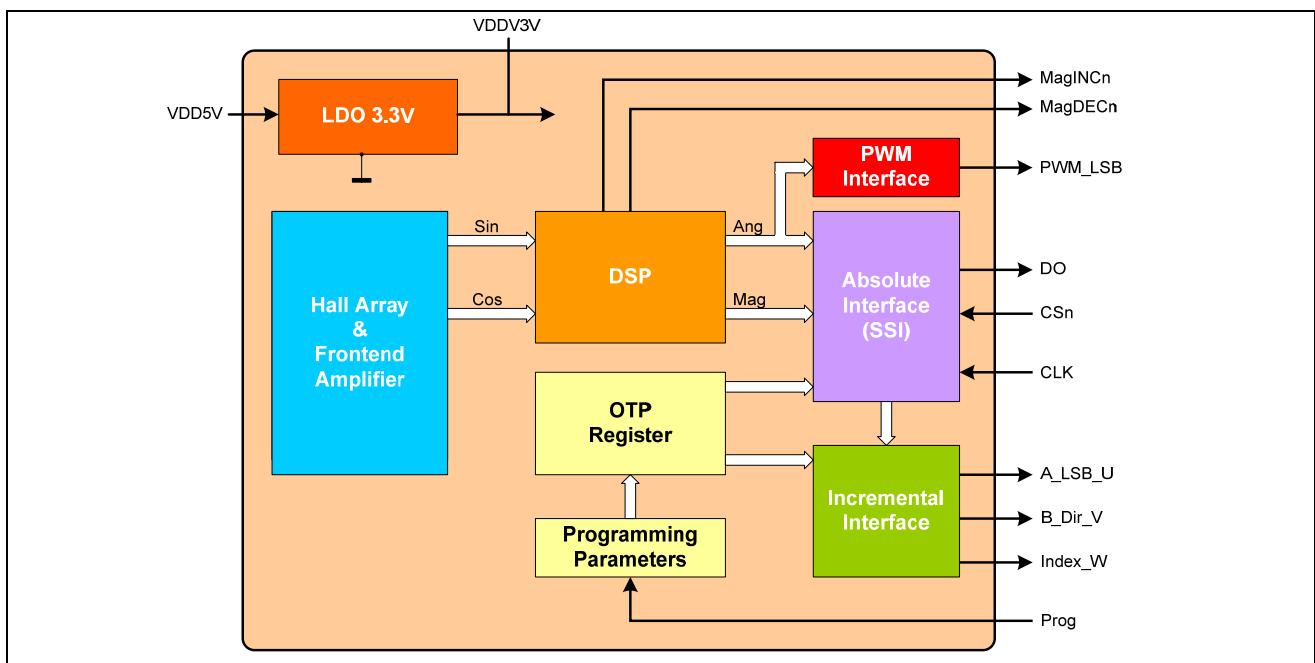 VDDV3V
VDD5V
LDO 3.3V
MagINCn
MagDECn
PWM
Interface
PWM_LSB
Hall Array
&
Frontend
Amplifier
Sin
Cos
DSP
Ang
Mag
Absolute
Interface
(SSI)
DO
CSn
CLK
OTP
Register
Programming
Parameters
Incremental
Interface
A_LSB_U
B_Dir_V
Index_W
Prog